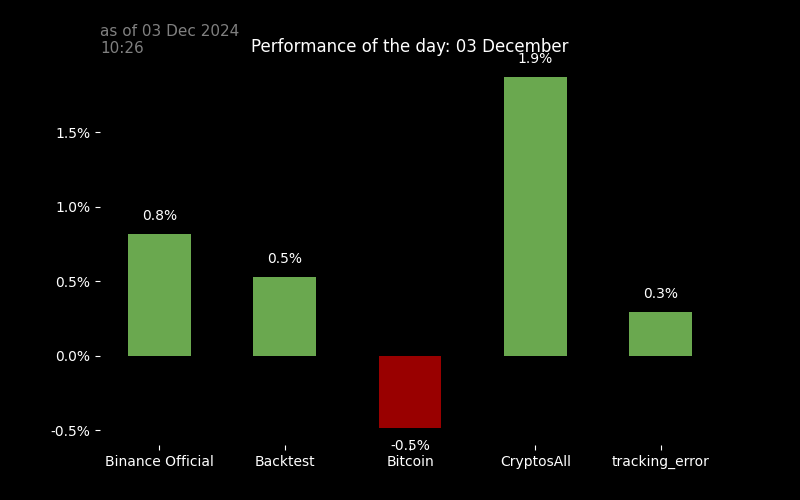 as of 03 Dec 2024
10:26
Performance of the day: 03 December
1.9%
1.5%
1.0%
0.8%
0.5%
0.5%
0.3%
0.0%
-0.5%
-0.5%
Binance Official
Backtest
Bitcoin
CryptosAll
tracking_error